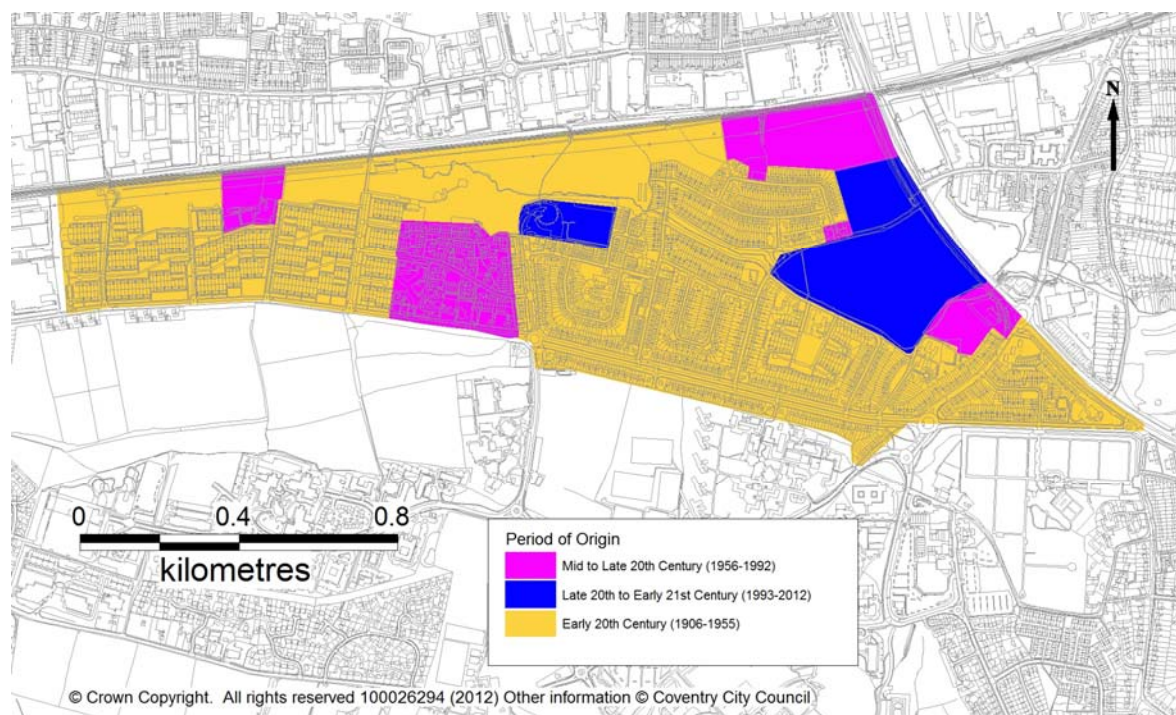 N
0 0.4 0.8
kilometres
Period of Origin
Mid to Late 20th Century (1956-1992)
Late 20th to Early 21st Century (1993-2012)
Early 20th Century (1906-1955)
© Crown Copyright. All rights reserved 100026294 (2012) Other information © Coventry City Council